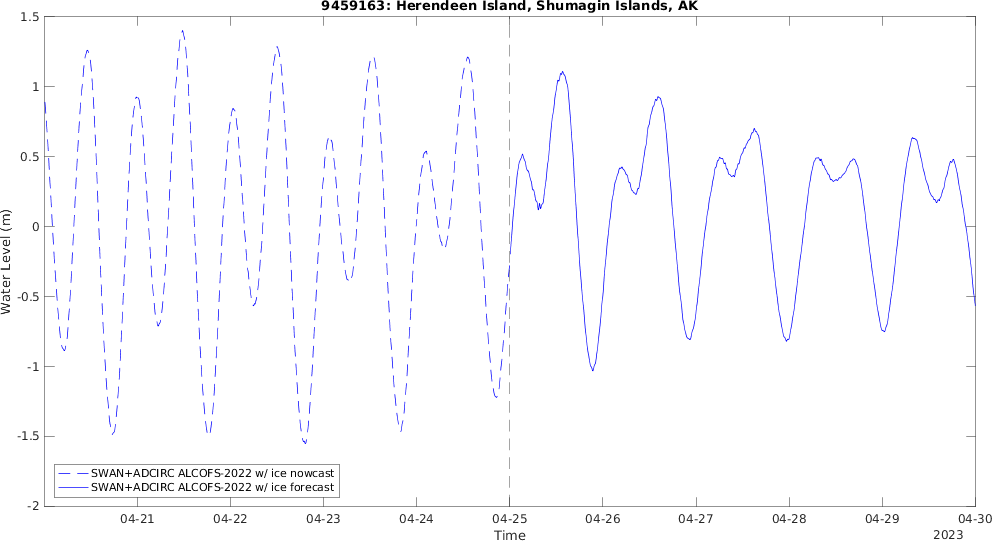 9459163: Herendeen Island, Shumagin Islands, AK
Water Level (m)
1.5
1
0.5
0
-0.5
-1
-1.5
-2
SWAN+ADCIRC ALCOFS-2022 w/ ice nowcast
SWAN+ADCIRC ALCOFS-2022 w/ ice forecast
04-21 04-22 04-23 04-24 04-25 04-26 04-27 04-28 04-29 04-30
Time
2023